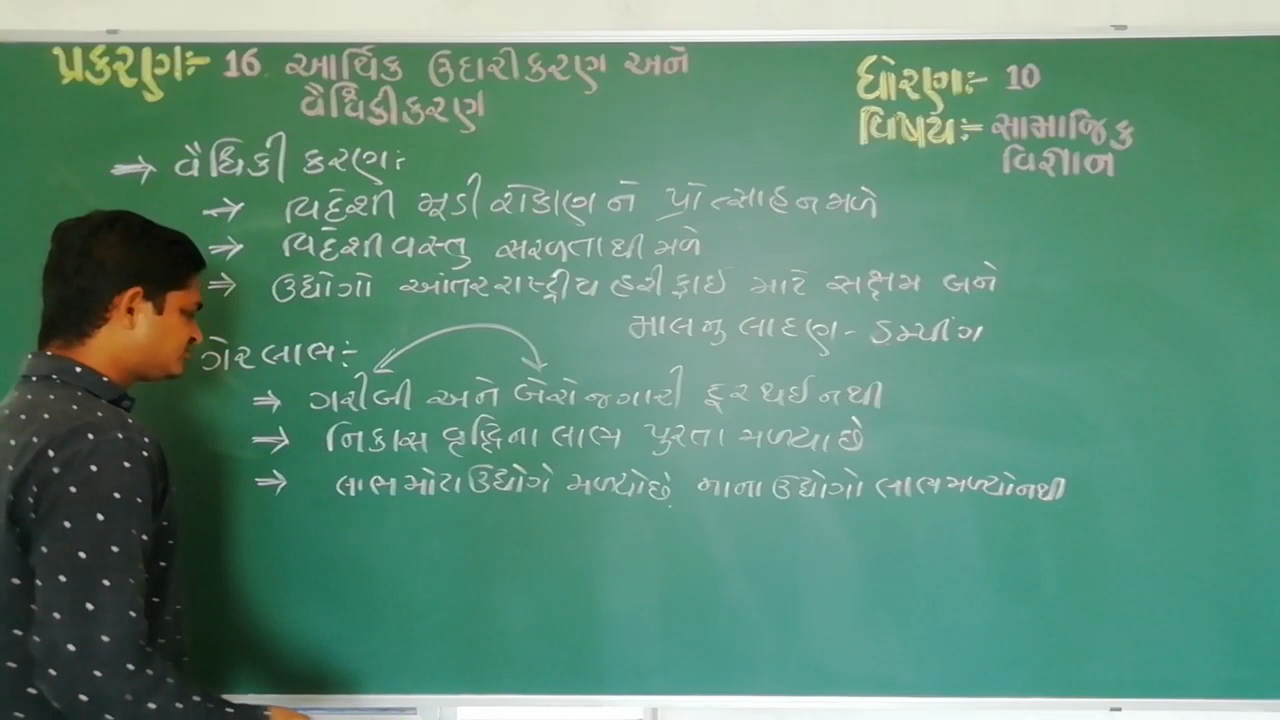 પ્રકરણ:- 16 આર્થિક ઉદારીકરણ અને
વૈશ્વિકીકરણ
ધોરણ:- 10
વિષય:- સામાજિક
વિજ્ઞાન
⇒ વૈશ્વિકીકરણ:
→ વિદેશી મૂડીરોકાણને પ્રોત્સાહન મળે
⇒ વિદેશી વસ્તુ સરળતાથી મળે
⇒ ઉદ્યોગો આંતરરાષ્ટ્રીય હરીફાઈ માટે સક્ષમ બને
માલનુ લાદણ - ડમ્પીંગ
ગેરલાભ:-
⇒ ગરીબી અને બેરોજગારી દૂર થઈ નથી
⇒ નિકાસ વૃદ્ધિના લાભ પુરતા મળ્યા છે
⇒ લાભ મોટા ઉદ્યોગે મળ્યો છે નાના ઉદ્યોગો લાભ મળ્યો નથી